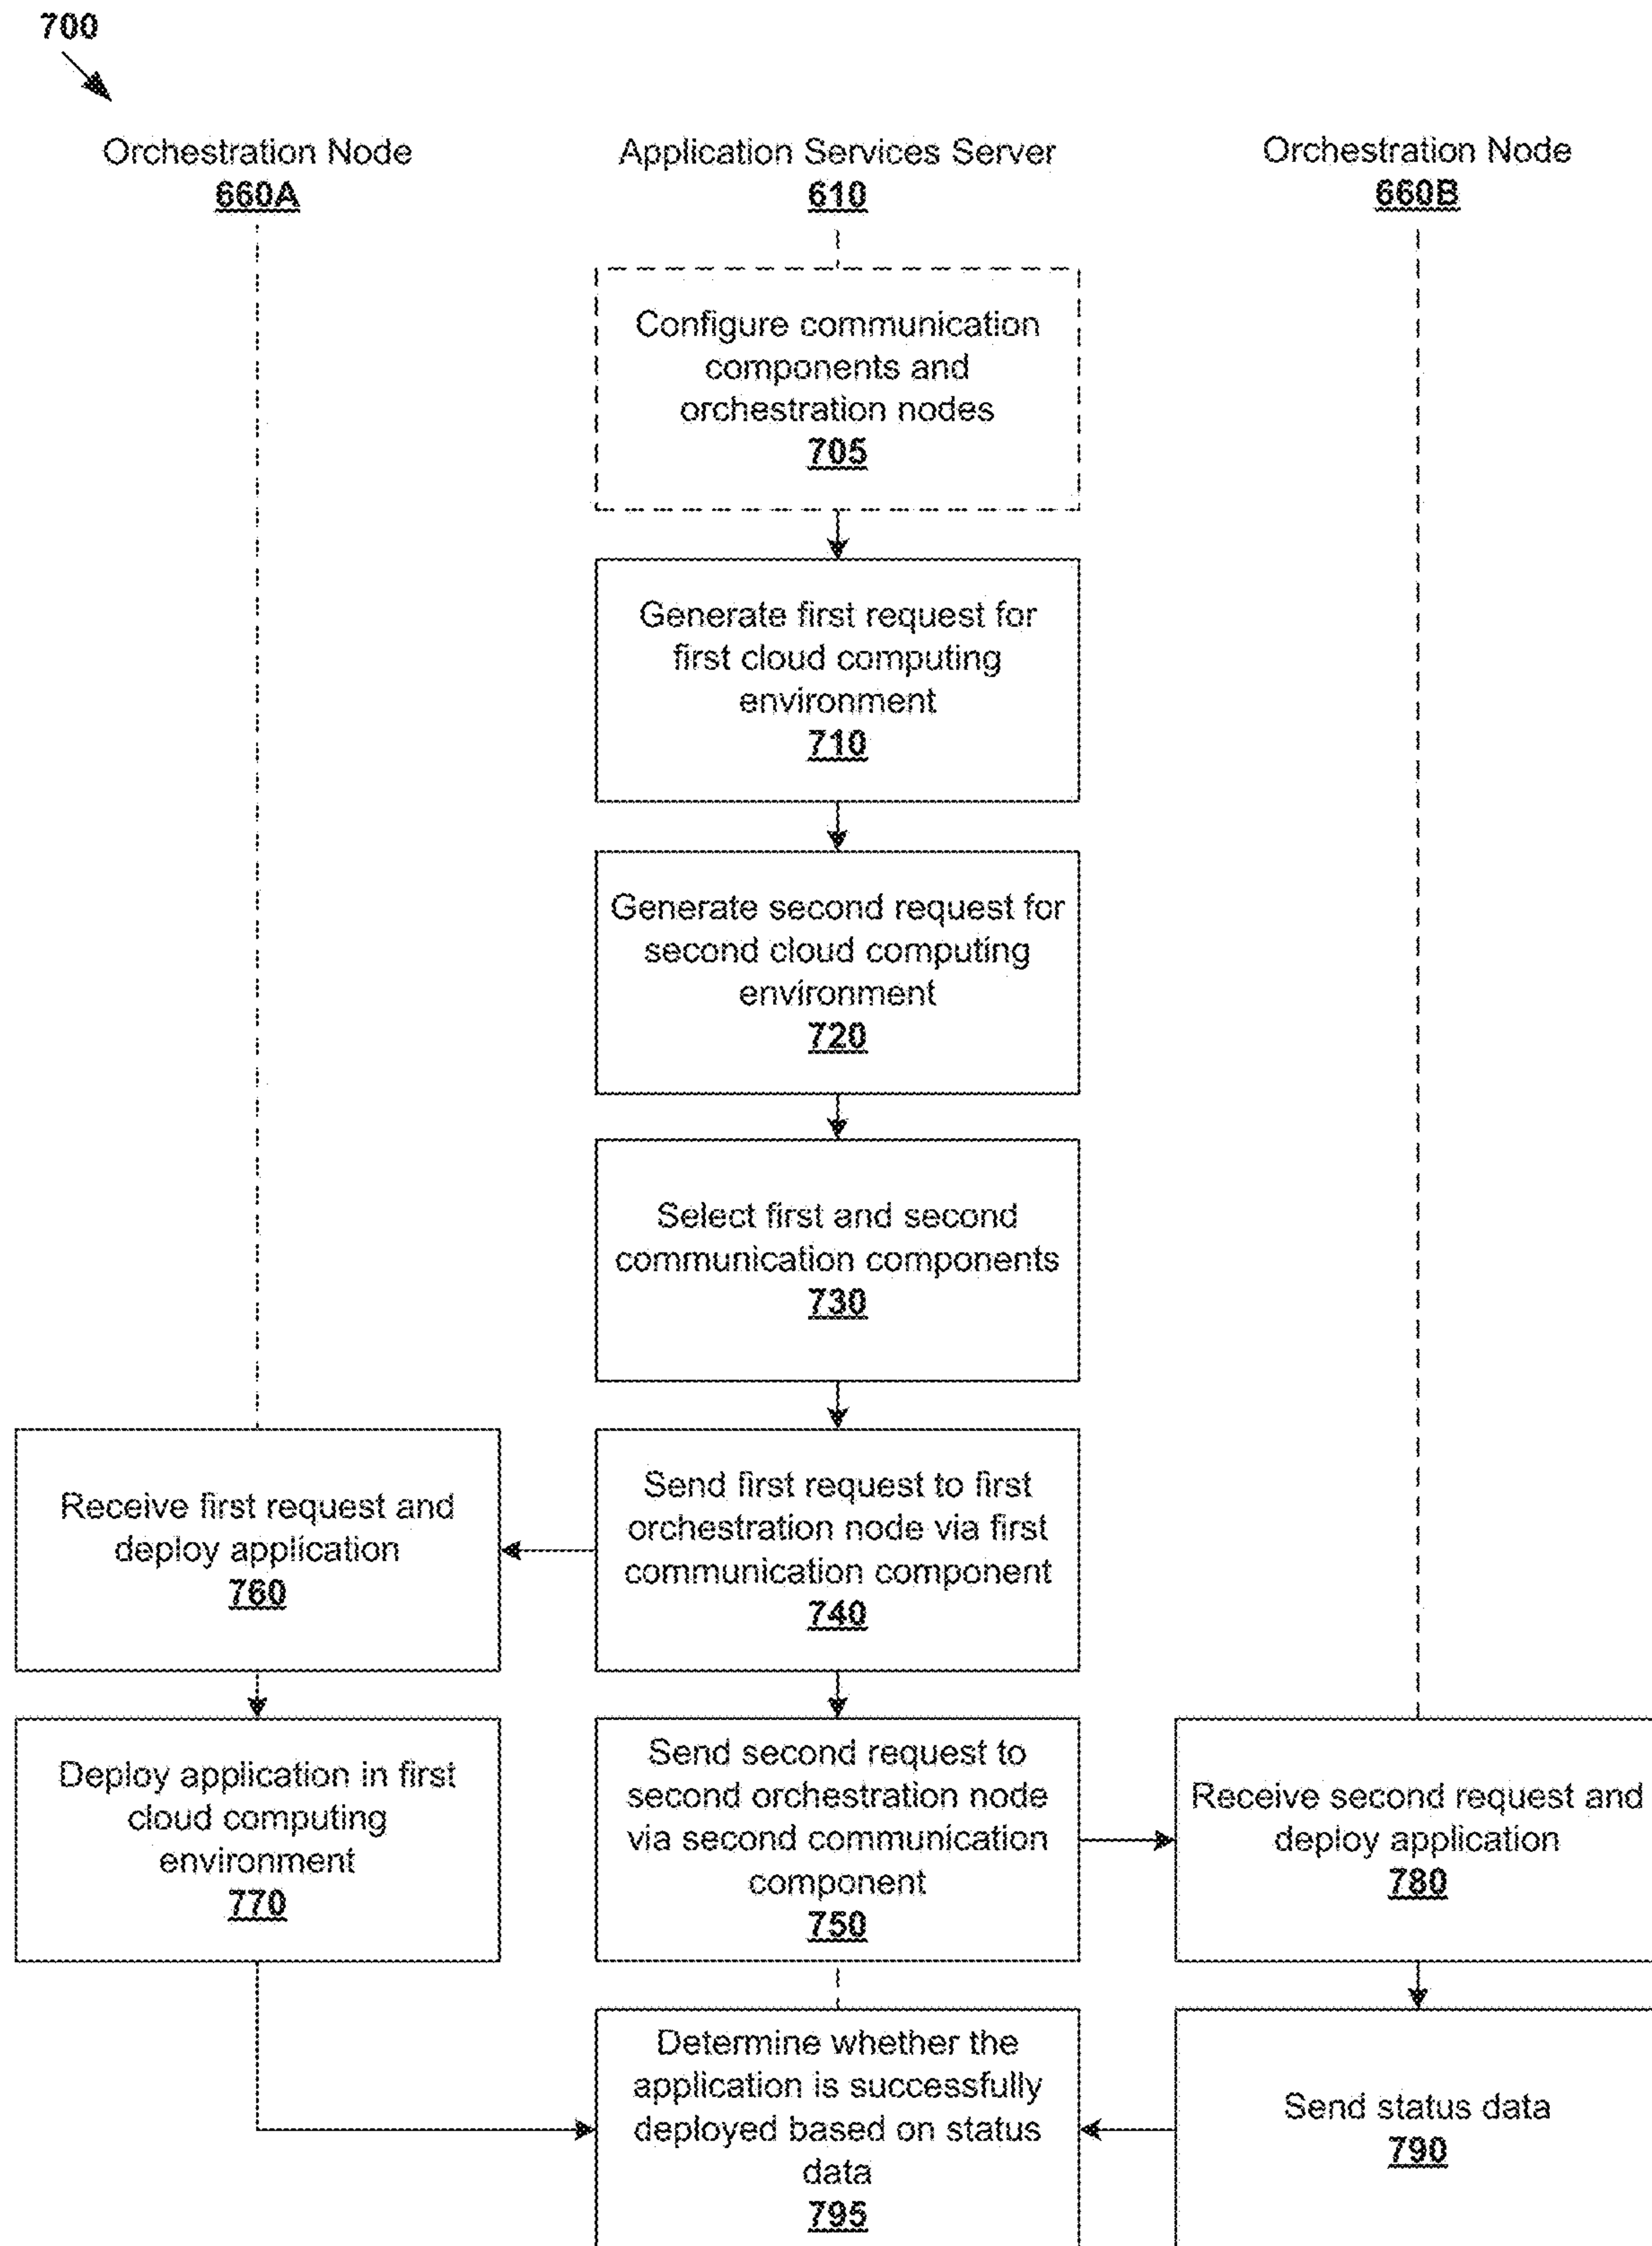 700
Orchestration Node
660A
Application Services Server
610
Orchestration Node
660B
Configure communication
components and
orchestration nodes
705
Generate first request for
first cloud computing
environment
710
Generate second request for
second cloud computing
environment
720
Select first and second
communication components
730
Receive first request and
deploy application
760
Send first request to first
orchestration node via first
communication component
740
Deploy application in first
cloud computing
environment
770
Send second request to
second orchestration node
via second communication
component
750
Receive second request and
deploy application
780
Determine whether the
application is successfully
deployed based on status
data
795
Send status data
790